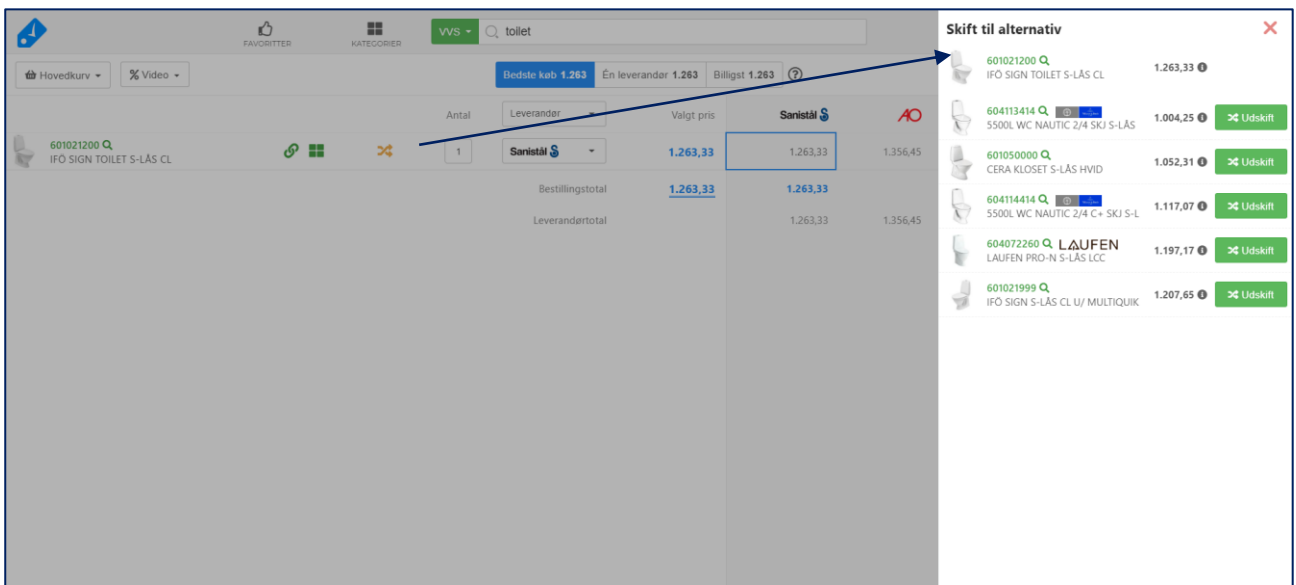 FAVORITTER
KATEGORIER
VVS
toilet
Hovedkurv
% Video
Bedste køb 1.263
Én leverandør 1.263
Billigst 1.263
?
Antal
Leverandør
Valgt pris
Sanistål
AO
601021200
IFÖ SIGN TOILET S-LÅS CL
1
Sanistål
1.263,33
1.263,33
1.356,45
Bestillingstotal
1.263,33
1.263,33
Leverandørtotal
1.263,33
1.356,45
Skift til alternativ
601021200
IFÖ SIGN TOILET S-LÅS CL
1.263,33
604113414
5500L WC NAUTIC 2/4 SKJ S-LÅS
1.004,25
Udskift
601050000
CERA KLOSET S-LÅS HVID
1.052,31
Udskift
604114414
5500L WC NAUTIC 2/4 C+ SKJ S-L
1.117,07
Udskift
604072260 LAUFEN
LAUFEN PRO-N S-LÅS LCC
1.197,17
Udskift
601021999
IFÖ SIGN S-LÅS CL U/ MULTIQUIK
1.207,65
Udskift